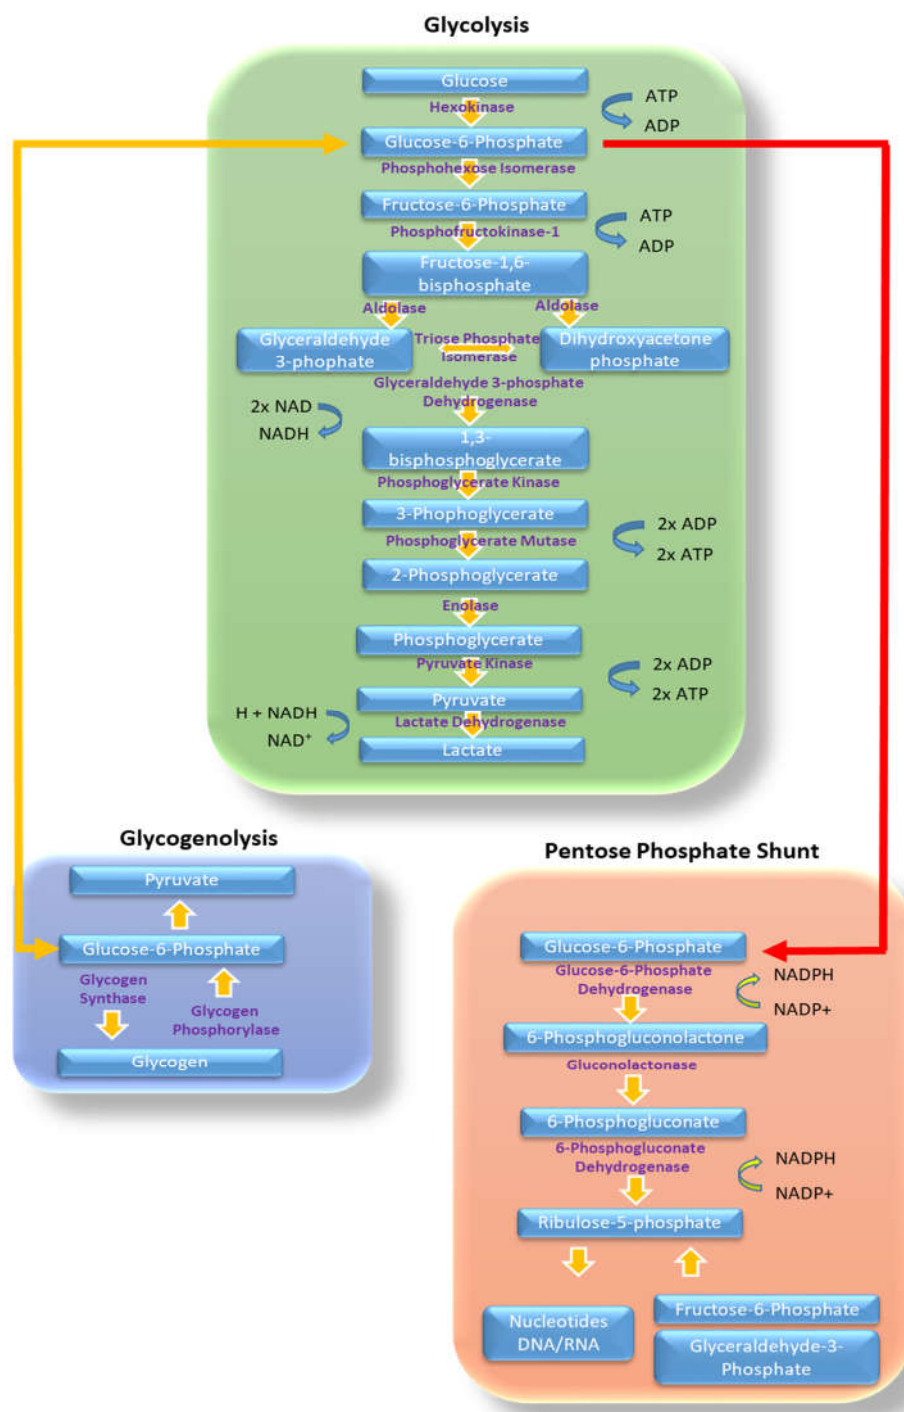 Glycolysis
Glucose
Hexokinase
ATP
ADP
Glucose-6-Phosphate
Phosphohexose Isomerase
Fructose-6-Phosphate
Phosphofructokinase-1
ATP
ADP
Fructose-1,6-
bisphosphate
Aldolase
Aldolase
Glyceraldehyde
3-phophate
Triose Phosphate
Isomerase
Dihydroxyacetone
phosphate
Glyceraldehyde 3-phosphate
Dehydrogenase
2x NAD
NADH
1,3-
bisphosphoglycerate
Phosphoglycerate Kinase
3-Phophoglycerate
Phosphoglycerate Mutase
2x ADP
2x ATP
2-Phosphoglycerate
Enolase
Phosphoglycerate
Pyruvate Kinase
2x ADP
2x ATP
Pyruvate
Lactate Dehydrogenase
H + NADH
NAD⁺
Lactate
Glycogenolysis
Pyruvate
Glucose-6-Phosphate
Glycogen
Synthase
Glycogen
Phosphorylase
Glycogen
Pentose Phosphate Shunt
Glucose-6-Phosphate
Glucose-6-Phosphate
Dehydrogenase
NADPH
NADP+
6-Phosphogluconolactone
Gluconolactonase
6-Phosphogluconate
6-Phosphogluconate
Dehydrogenase
NADPH
NADP+
Ribulose-5-phosphate
Nucleotides
DNA/RNA
Fructose-6-Phosphate
Glyceraldehyde-3-
Phosphate